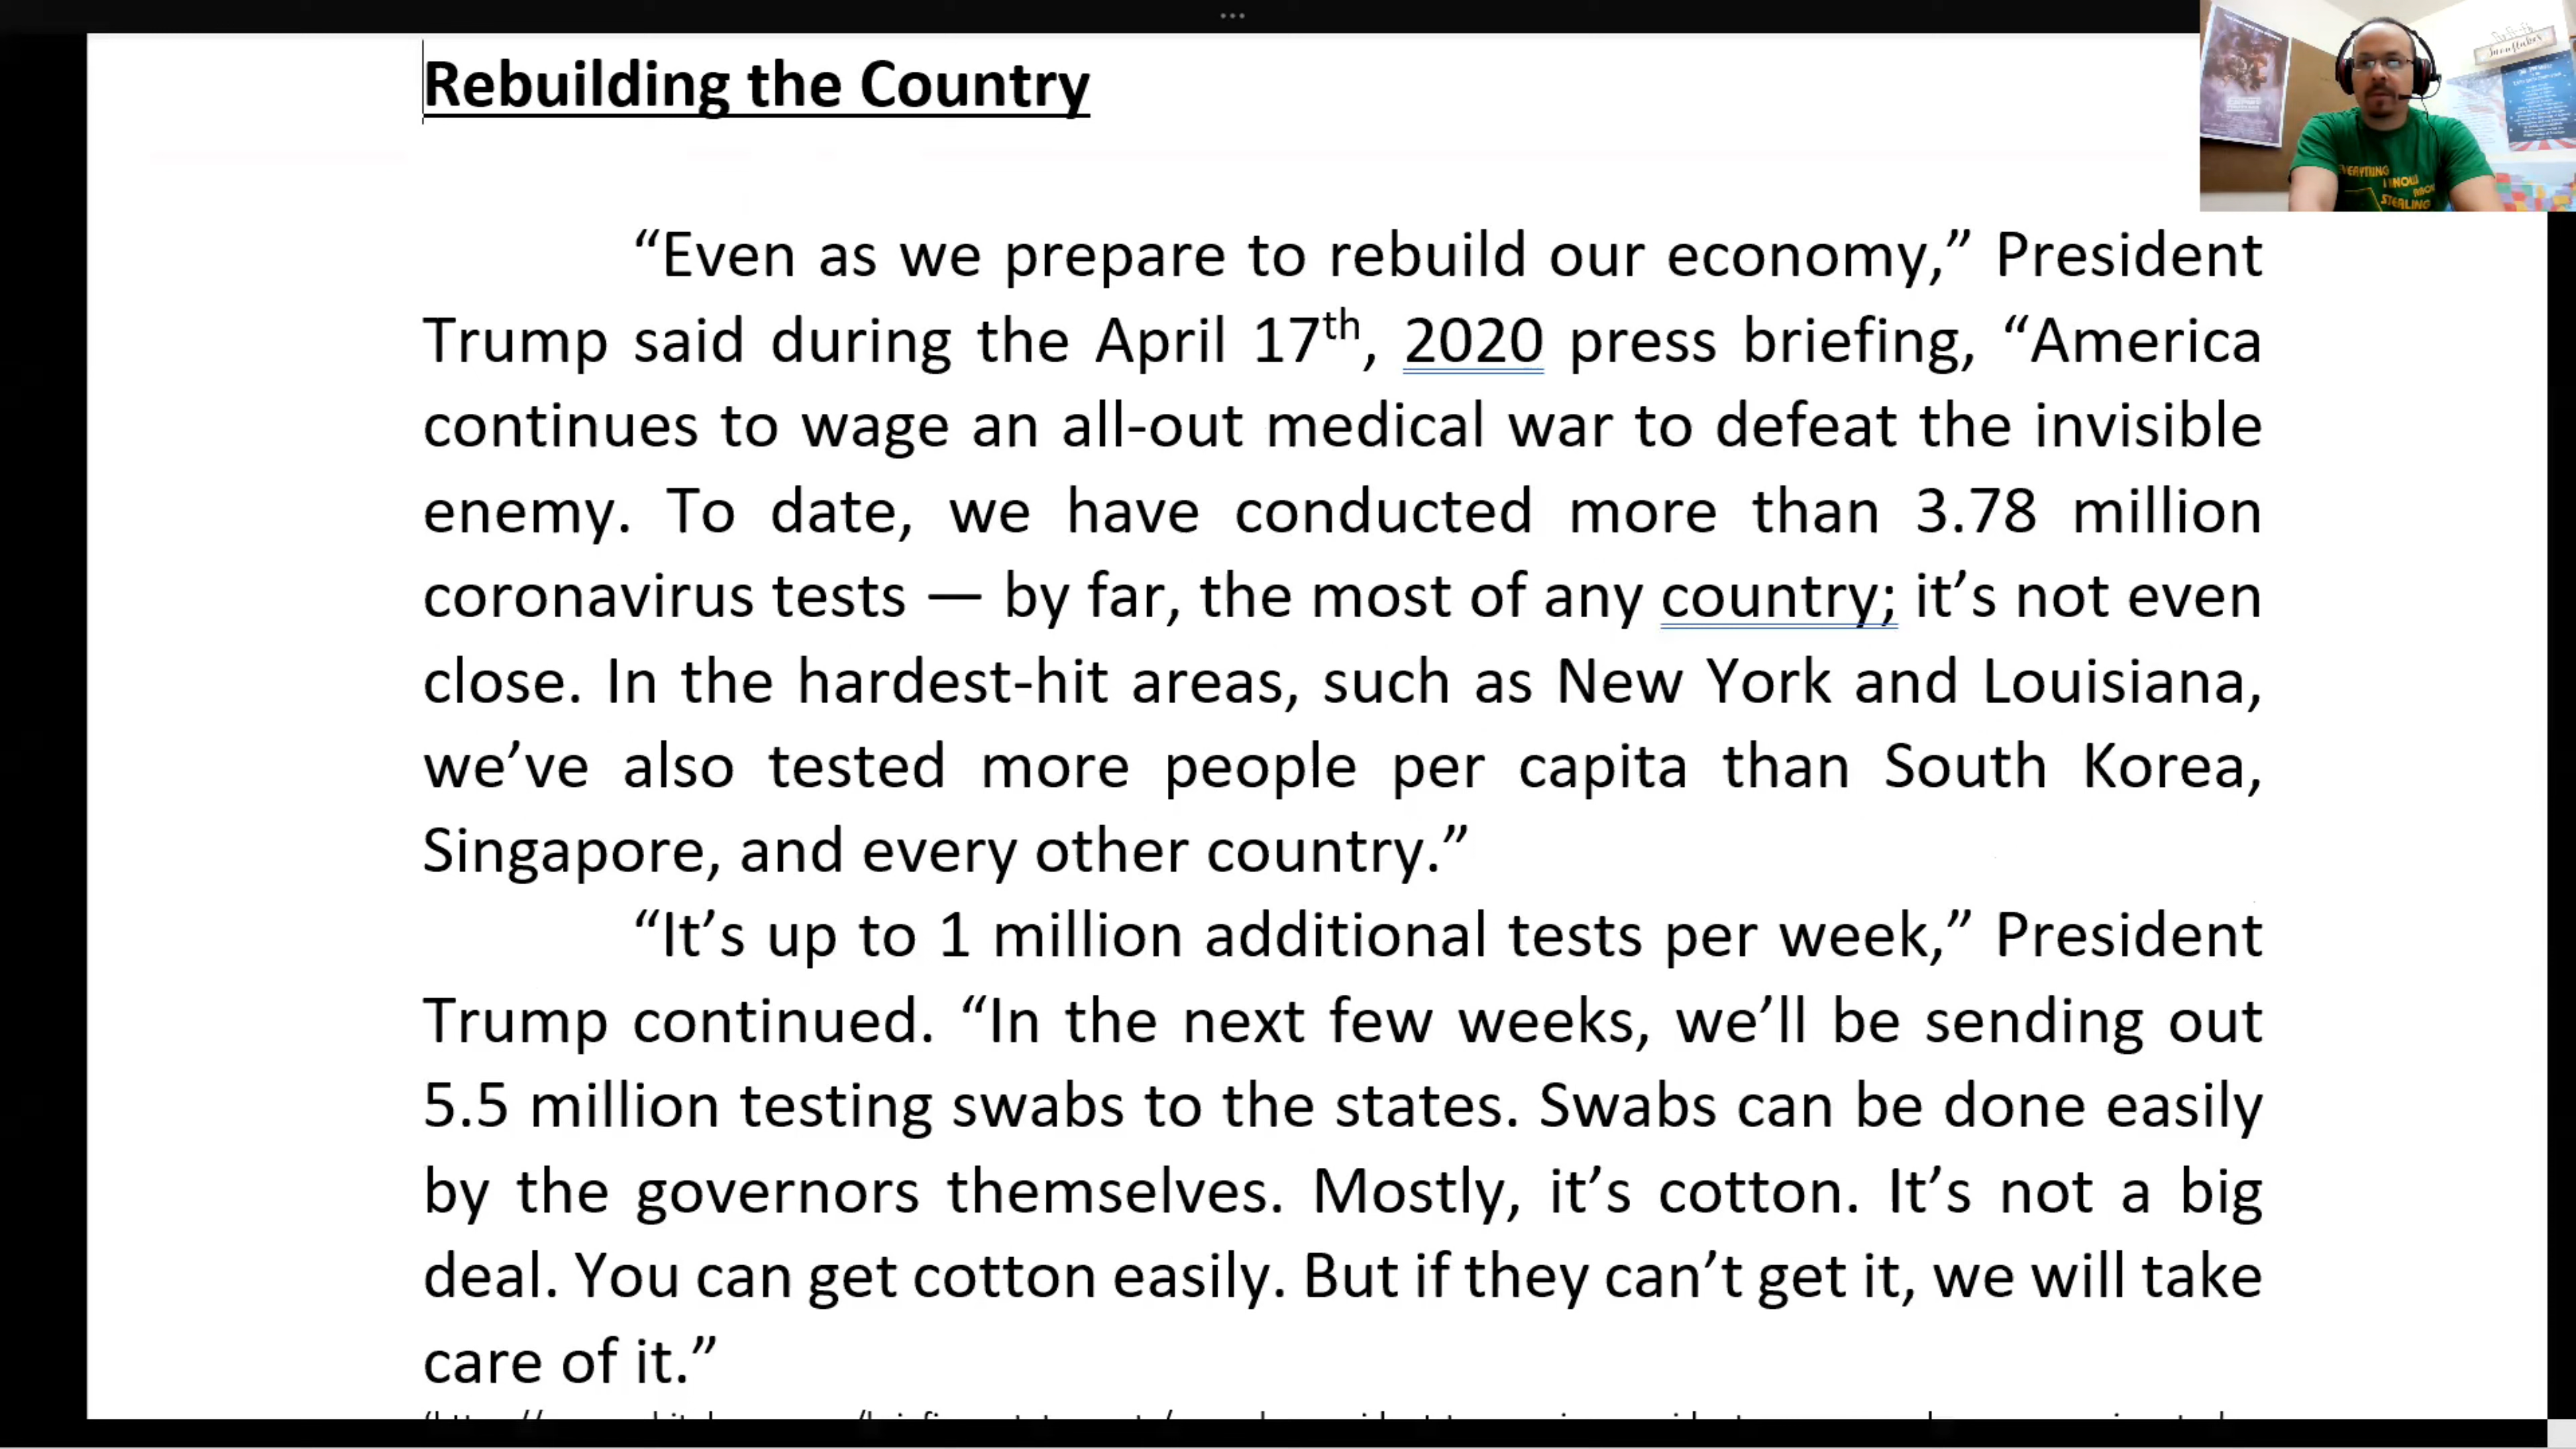 Rebuilding the Country
“Even as we prepare to rebuild our economy,” President
Trump said during the April 17th, 2020 press briefing, “America
continues to wage an all-out medical war to defeat the invisible
enemy. To date, we have conducted more than 3.78 million
coronavirus tests — by far, the most of any country; it’s not even
close. In the hardest-hit areas, such as New York and Louisiana,
we’ve also tested more people per capita than South Korea,
Singapore, and every other country.”
“It’s up to 1 million additional tests per week,” President
Trump continued. “In the next few weeks, we’ll be sending out
5.5 million testing swabs to the states. Swabs can be done easily
by the governors themselves. Mostly, it’s cotton. It’s not a big
deal. You can get cotton easily. But if they can’t get it, we will take
care of it.”
EVERYTHING
I KNOW
STEALING
Snowflakes